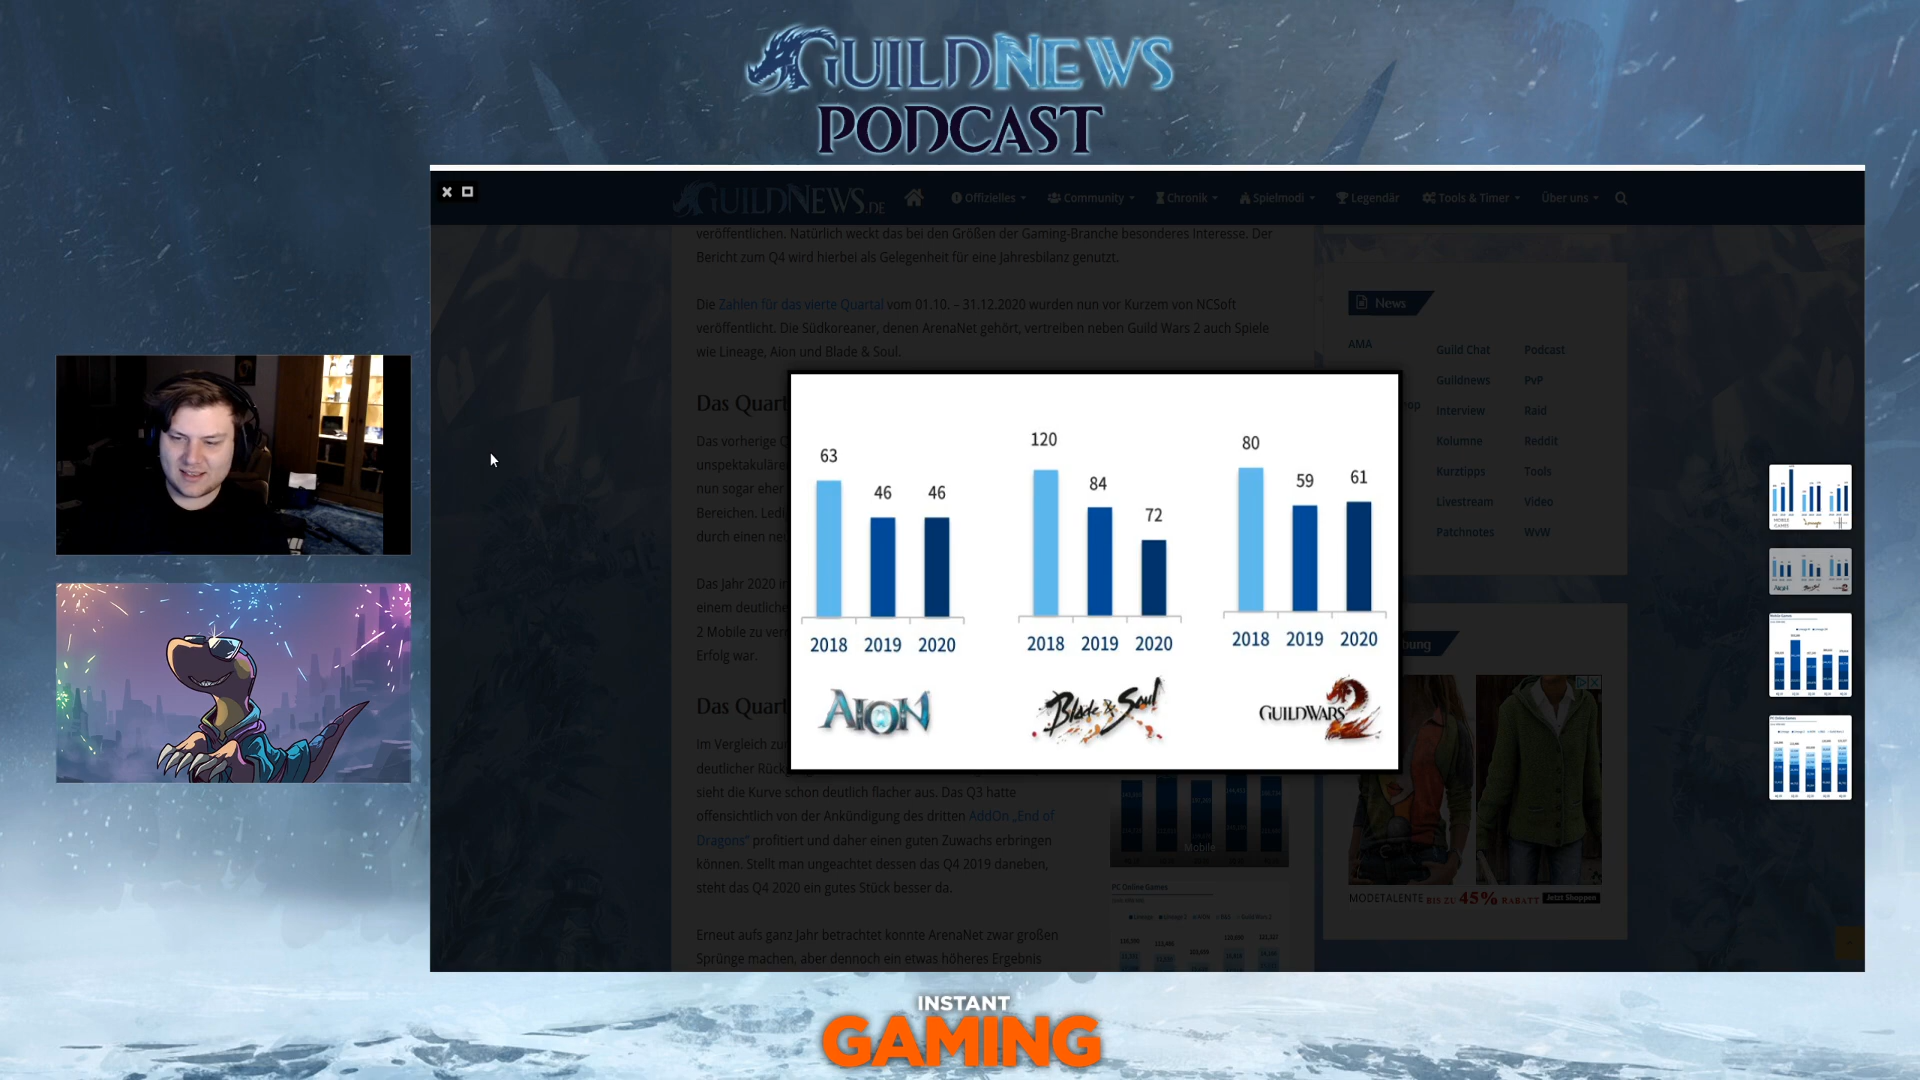 GUILDNEWS
PODCAST
GUILDNEWS.DE
Offizielles
Community
Chronik
Spielmodi
Legendär
Tools & Timer
Über uns
veröffentlichen. Natürlich weckt das bei den Größen der Gaming-Branche besonderes Interesse. Der
Bericht zum Q4 wird hierbei als Gelegenheit für eine Jahresbilanz genutzt.
Die Zahlen für das vierte Quartal vom 01.10. – 31.12.2020 wurden nun vor Kurzem von NCSoft
veröffentlicht. Die Südkoreaner, denen ArenaNet gehört, vertreiben neben Guild Wars 2 auch Spiele
wie Lineage, Aion und Blade & Soul.
Das Quart
Das vorherige Q
unspektakuläre
nun sogar eher
Bereichen. Ledi
durch einen ne
Das Jahr 2020 i
einem deutliche
2 Mobile zu ver
Erfolg war.
Das Quart
Im Vergleich zu
deutlicher Rückg
sieht die Kurve schon deutlich flacher aus. Das Q3 hatte
offensichtlich von der Ankündigung des dritten AddOn „End of
Dragons“ profitiert und daher einen guten Zuwachs erbringen
können. Stellt man ungeachtet dessen das Q4 2019 daneben,
steht das Q4 2020 ein gutes Stück besser da.
Erneut aufs ganz Jahr betrachtet konnte ArenaNet zwar großen
Sprünge machen, aber dennoch ein etwas höheres Ergebnis
63 46 46
2018 2019 2020
AION
120 84 72
2018 2019 2020
Blade & Soul
80 59 61
2018 2019 2020
GUILDWARS 2
Mobile
PC Online Games
News
AMA
Guild Chat Podcast
Guildnews PvP
op
Interview Raid
Kolumne Reddit
Kurztipps Tools
Livestream Video
Patchnotes WvW
bung
MODETALENTE BIS ZU 45% RABATT Jetzt Shoppen
INSTANT
GAMING